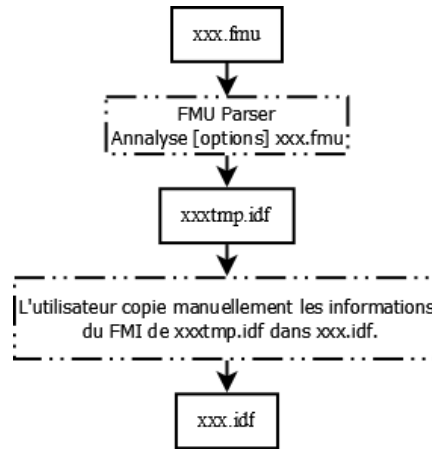 xxx.fmu
FMU Parser
Annalyse [options] xxx.fmu
xxxtmp.idf
L'utilisateur copie manuellement les informations
du FMI de xxxtmp.idf dans xxx.idf.
xxx.idf